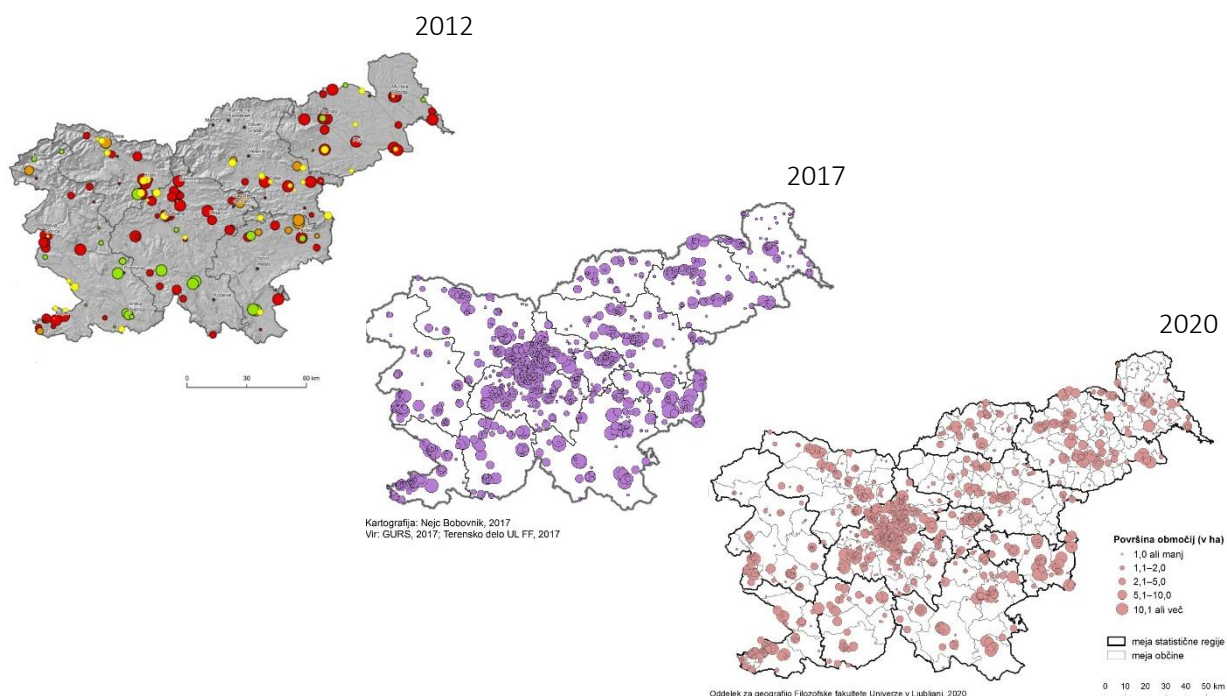 2012
0 30 60 km
2017
Kartografija: Nejc Bobovnik, 2017
Vir: GURS, 2017; Terensko delo UL FF, 2017
2020
Površina območij (v ha)
1,0 ali manj
1,1–2,0
2,1–5,0
5,1–10,0
10,1 ali več
meja statistične regije
meja občine
0 10 20 30 40 50 km
Oddelek za geografijo Filozofske fakultete Univerze v Ljubljani, 2020